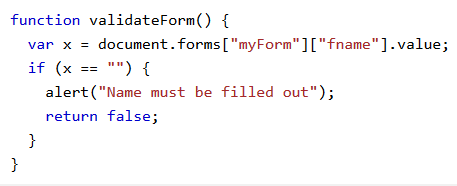 function validateForm() {
  var x = document.forms["myForm"]["fname"].value;
  if (x == "") {
    alert("Name must be filled out");
    return false;
  }
}